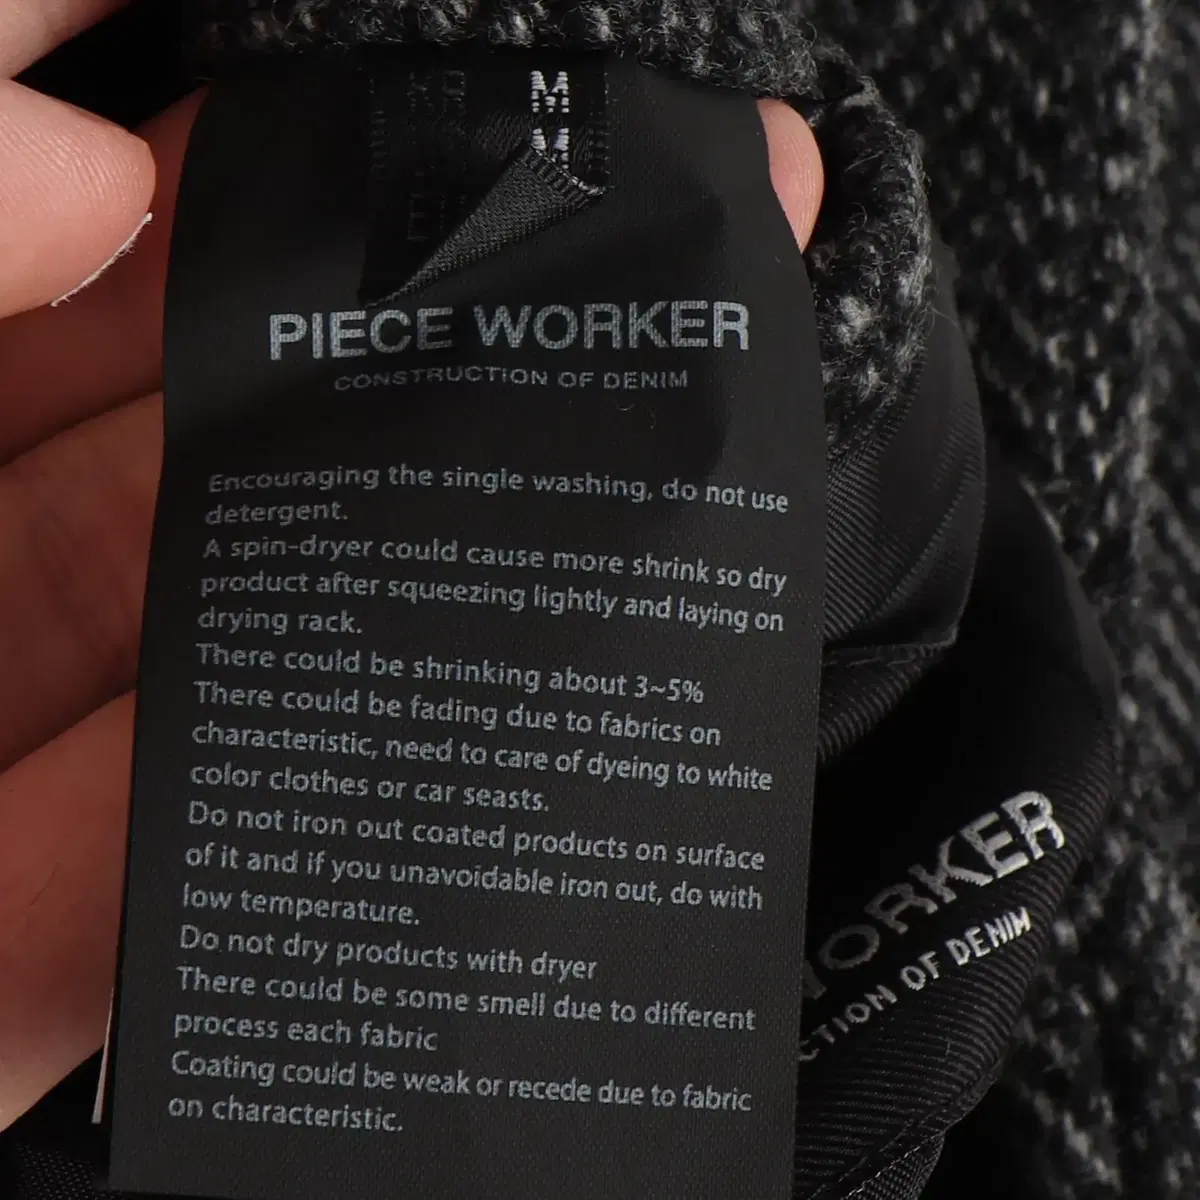 M
M
PIECE WORKER
CONSTRUCTION OF DENIM
Encouraging the single washing, do not use
detergent.
A spin-dryer could cause more shrink so dry
product after squeezing lightly and laying on
drying rack.
There could be shrinking about 3~5%
There could be fading due to fabrics on
characteristic, need to care of dyeing to white
color clothes or car seasts.
Do not iron out coated products on surface
of it and if you unavoidable iron out, do with
low temperature.
Do not dry products with dryer
There could be some smell due to different
process each fabric
Coating could be weak or recede due to fabric
on characteristic.
ORKER
CTION OF DENIM